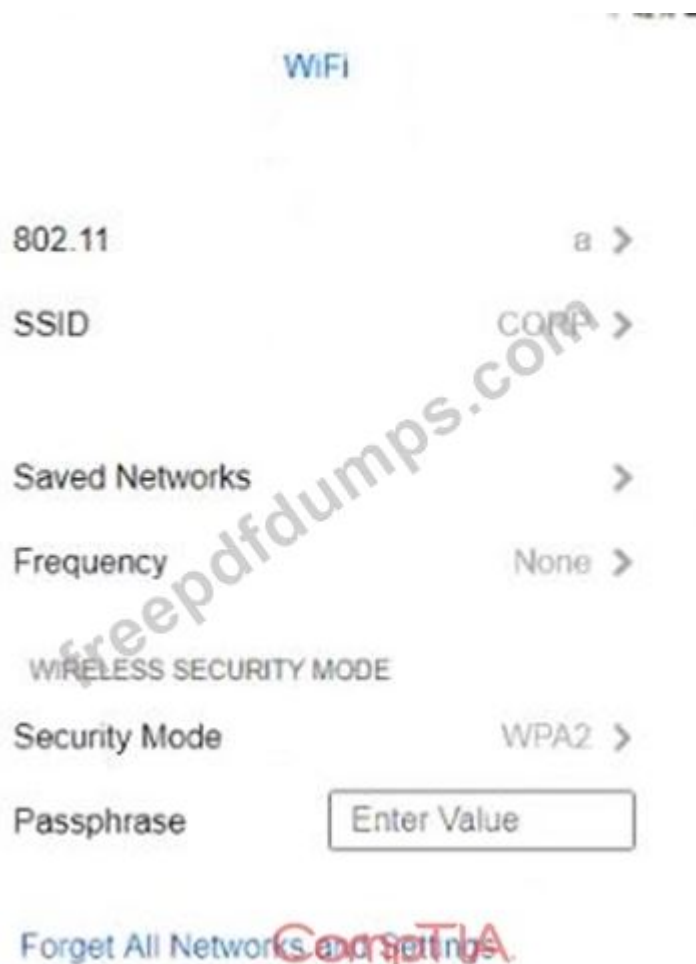 WiFi
802.11 a >
SSID CORP >
Saved Networks >
Frequency None >
WIRELESS SECURITY MODE
Security Mode WPA2 >
Passphrase Enter Value
Forget All Networks and Settings
CompTIA.
freepdfdumps.com